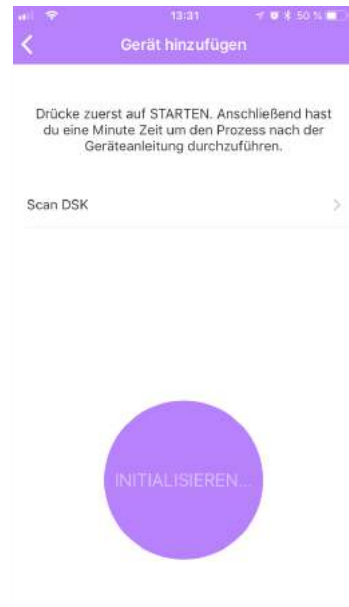 13:31
50 %
Gerät hinzufügen
Drücke zuerst auf STARTEN. Anschließend hast
du eine Minute Zeit um den Prozess nach der
Geräteanleitung durchzuführen.
Scan DSK
INITIALISIEREN...